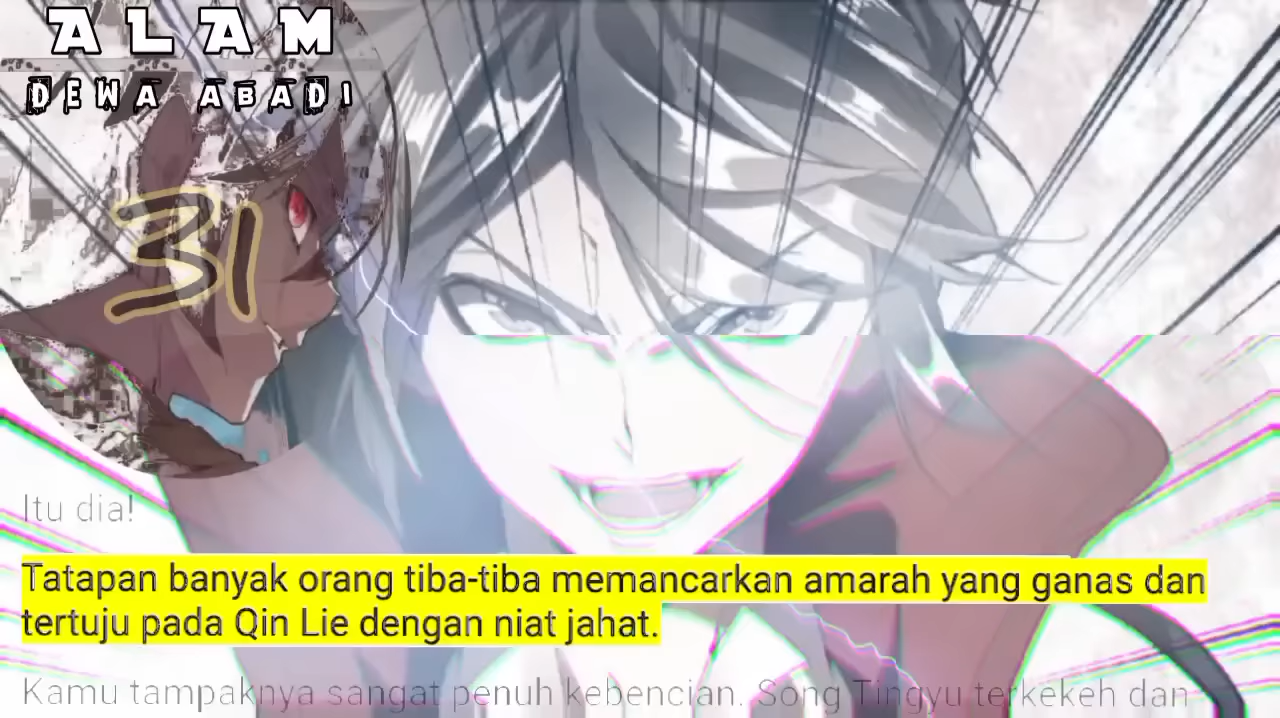 ALAM
DEWA ABADI
31
Itu dia!
Tatapan banyak orang tiba-tiba memancarkan amarah yang ganas dan
tertuju pada Qin Lie dengan niat jahat.
Kamu tampaknya sangat penuh kebencian. Song Tingyu terkekeh dan